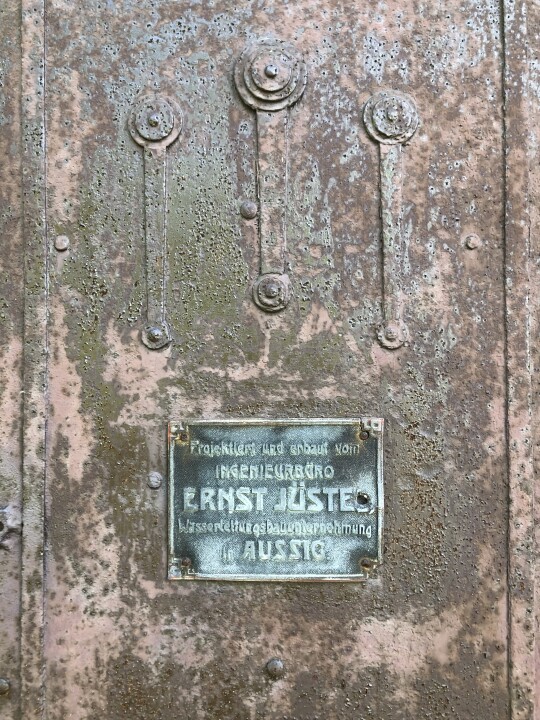 Projektiert und erbaut vom
INGENIEURBÜRO
ERNST JÜSTEL
Wasserleitungsbauunternehmung
in AUSSIG.